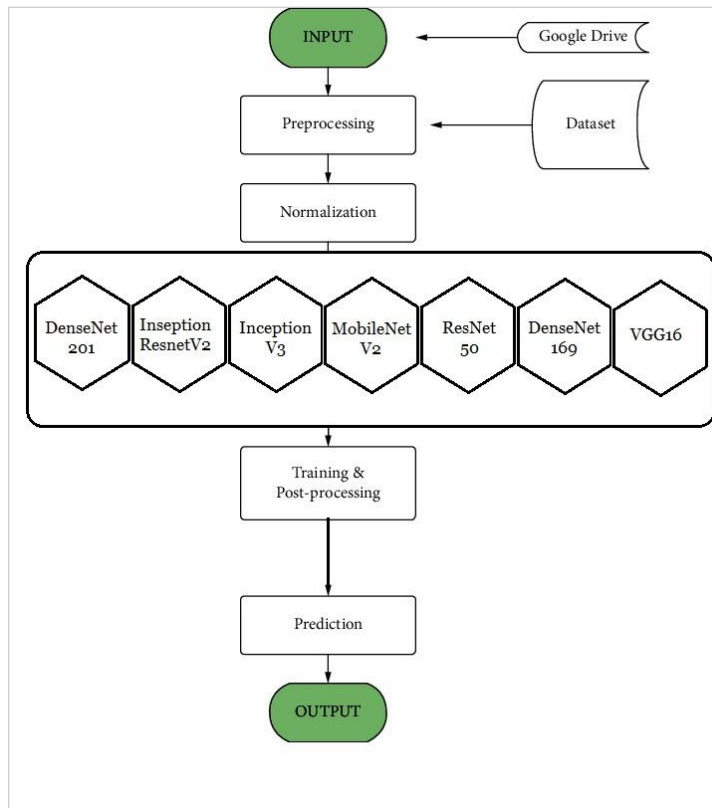 INPUT
Google Drive
Preprocessing
Dataset
Normalization
DenseNet
201
Inseption
ResnetV2
Inception
V3
MobileNet
V2
ResNet
50
DenseNet
169
VGG16
Training &
Post-processing
Prediction
OUTPUT